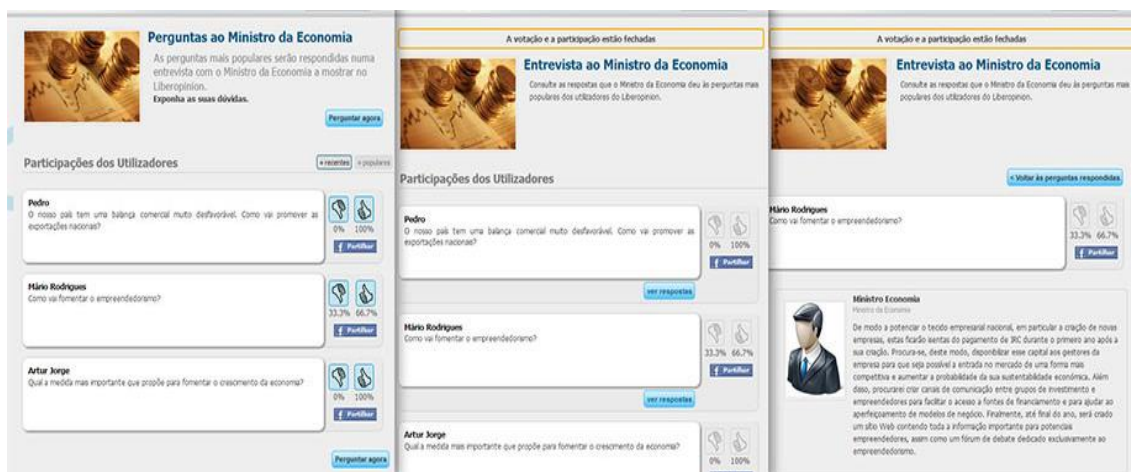 Perguntas ao Ministro da Economia
As perguntas mais populares serão respondidas numa
entrevista com o Ministro da Economia a mostrar no
Liberopinion.
Exponha as suas dúvidas.
Perguntar agora
Participações dos Utilizadores
+ recentes
+ populares
Pedro
O nosso país tem uma balança comercial muito desfavorável. Como vai promover as
exportações nacionais?
0% 100%
Partilhar
Mário Rodrigues
Como vai fomentar o empreendedorismo?
33.3% 66.7%
Partilhar
Artur Jorge
Qual a medida mais importante que propõe para fomentar o crescimento da economia?
0% 100%
Partilhar
Perguntar agora
A votação e a participação estão fechadas
Entrevista ao Ministro da Economia
Consulte as respostas que o Ministro da Economia deu às perguntas mais
populares dos utilizadores do Liberopinion.
Participações dos Utilizadores
Pedro
O nosso país tem uma balança comercial muito desfavorável. Como vai promover as
exportações nacionais?
0% 100%
Partilhar
ver respostas
Mário Rodrigues
Como vai fomentar o empreendedorismo?
33.3% 66.7%
Partilhar
ver respostas
Artur Jorge
Qual a medida mais importante que propõe para fomentar o crescimento da economia?
0% 100%
A votação e a participação estão fechadas
Entrevista ao Ministro da Economia
Consulte as respostas que o Ministro da Economia deu às perguntas mais
populares dos utilizadores do Liberopinion.
< Voltar às perguntas respondidas
Mário Rodrigues
Como vai fomentar o empreendedorismo?
33.3% 66.7%
Partilhar
Ministro Economia
Ministro da Economia
De modo a potenciar o tecido empresarial nacional, em particular a criação de novas
empresas, estas ficarão isentas do pagamento de IRC durante o primeiro ano após a
sua criação. Procura-se, deste modo, disponibilizar esse capital aos gestores da
empresa para que seja possível a entrada no mercado de uma forma mais
competitiva e aumentar a probabilidade da sua sustentabilidade económica. Além
disso, procurarei criar canais de comunicação entre grupos de investimento e
empreendedores para facilitar o acesso a fontes de financiamento e para ajudar ao
aperfeiçoamento de modelos de negócio. Finalmente, até final do ano, será criado
um sítio Web contendo toda a informação importante para potenciais
empreendedores, assim como um fórum de debate dedicado exclusivamente ao
empreendedorismo.